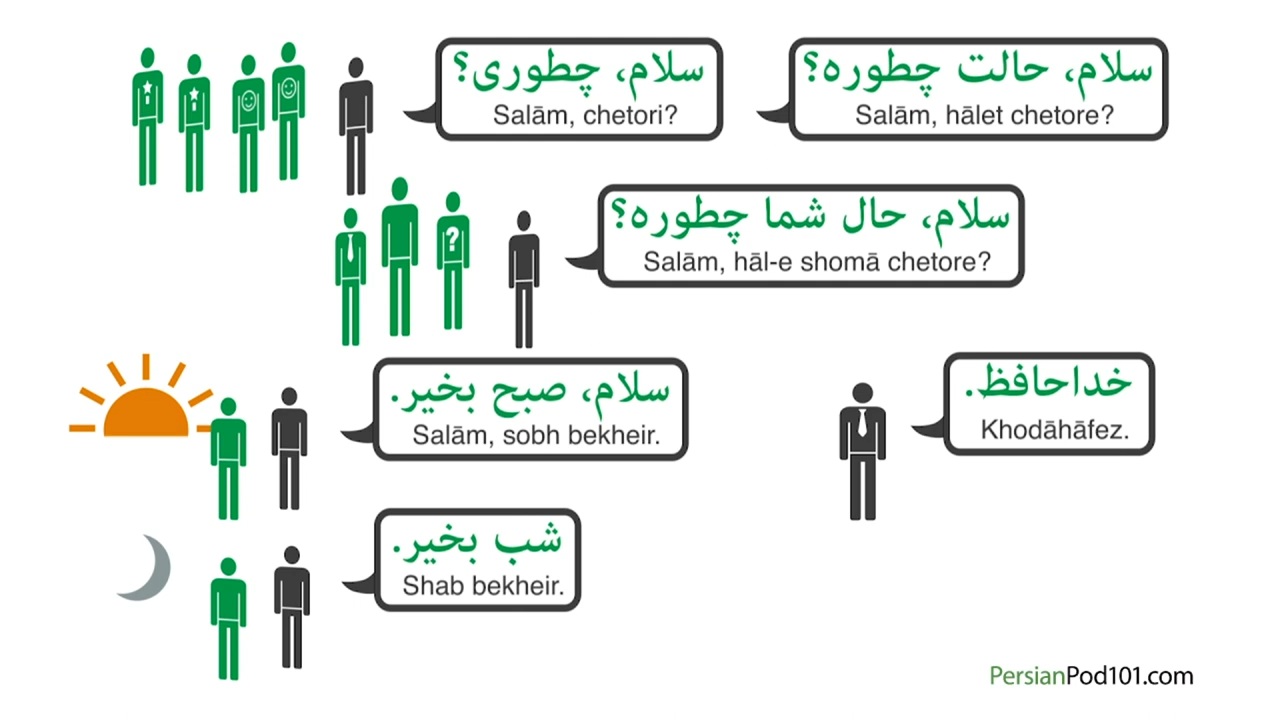 سلام، چطوری؟
Salām, chetori?
سلام، حالت چطوره؟
Salām, hālet chetore?
سلام، حال شما چطوره؟
Salām, hāl-e shomā chetore?
?
سلام، صبح بخیر.
Salām, sobh bekheir.
خداحافظ.
Khodāhāfez.
شب بخیر.
Shab bekheir.
PersianPod101.com